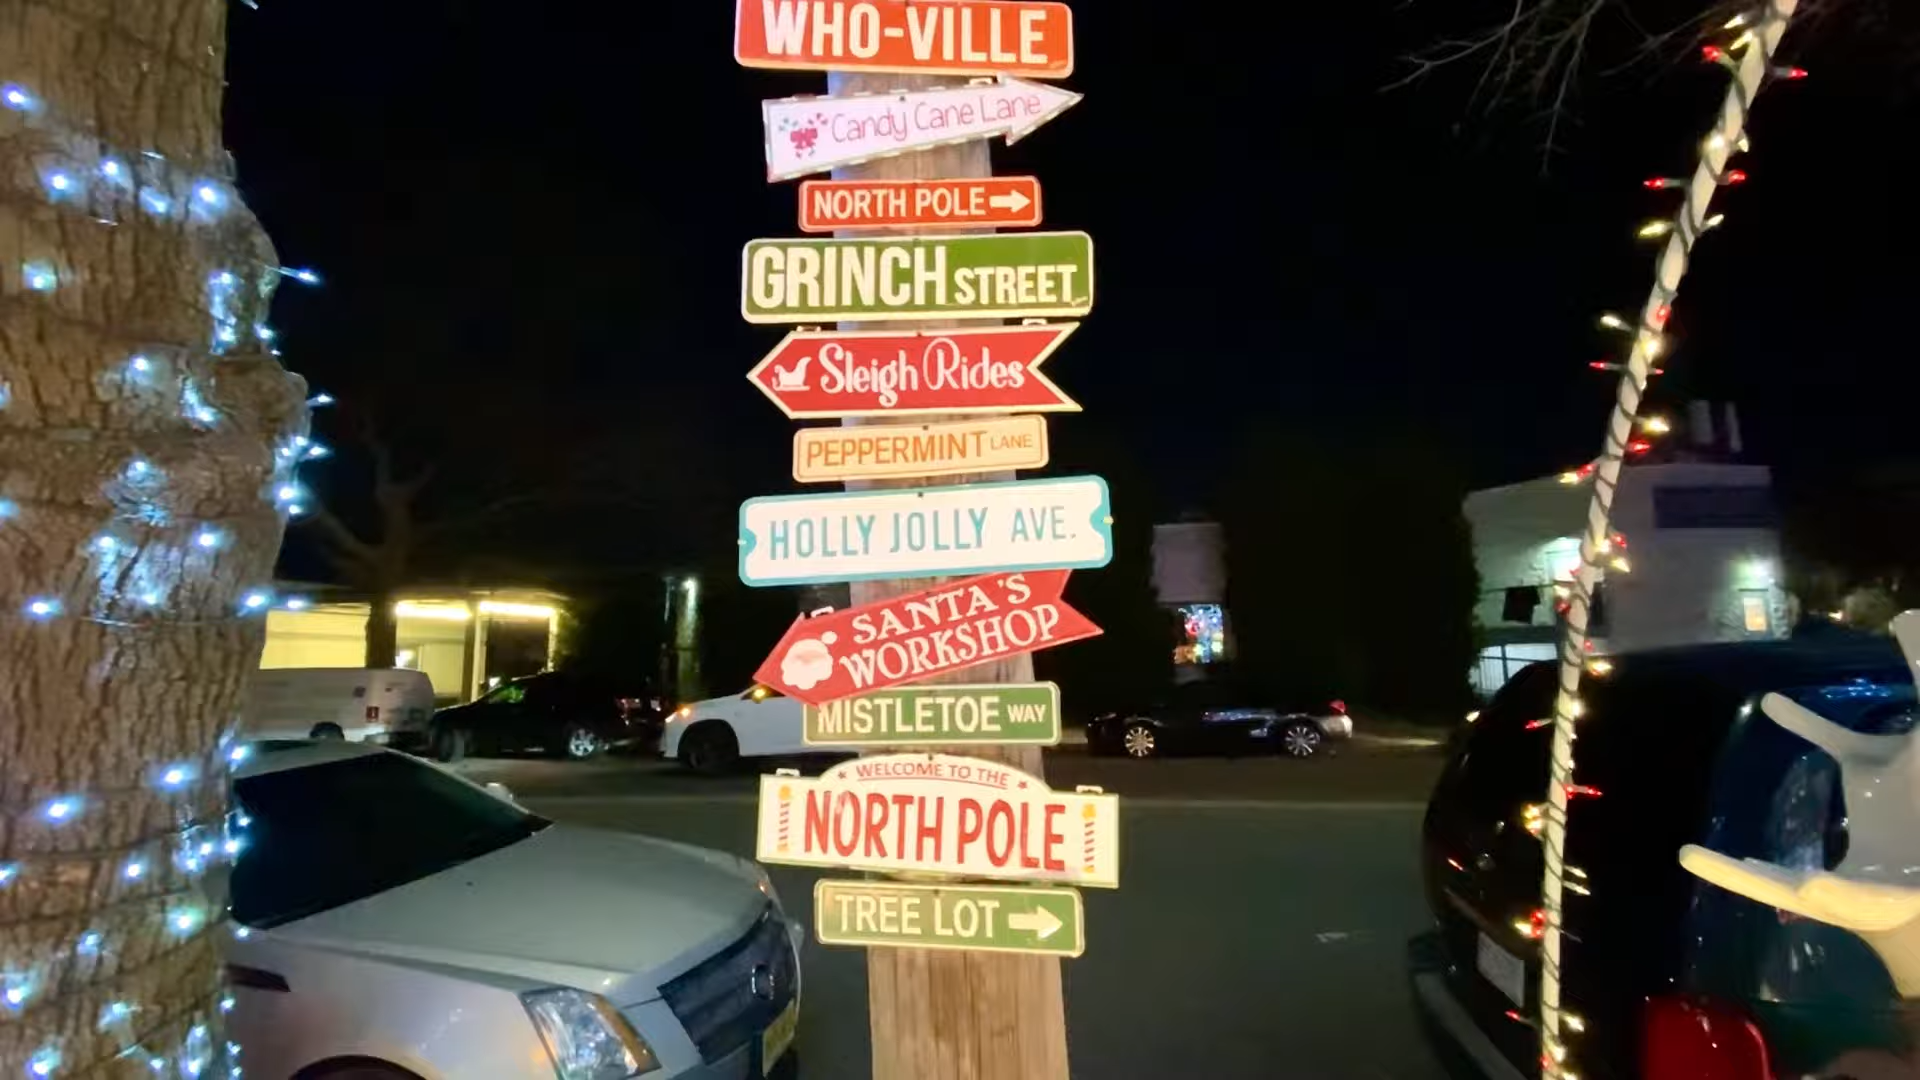 WHO-VILLE
Candy Cane Lane
NORTH POLE
GRINCH STREET
Sleigh Rides
PEPPERMINT LANE
HOLLY JOLLY AVE.
SANTA'S
WORKSHOP
MISTLETOE WAY
WELCOME TO THE
NORTH POLE
TREE LOT